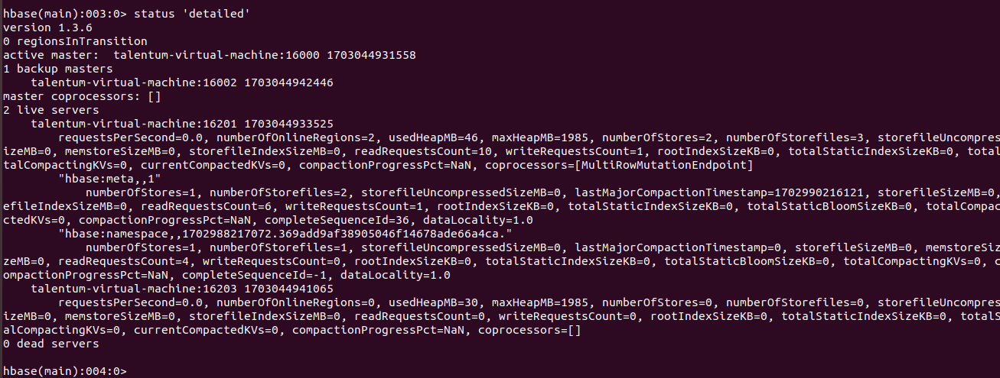 hbase(main):003:0> status 'detailed'
version 1.3.6
0 regionsInTransition
active master:  talentum-virtual-machine:16000 1703044931558
1 backup masters
    talentum-virtual-machine:16002 1703044942446
master coprocessors: []
2 live servers
    talentum-virtual-machine:16201 1703044933525
        requestsPerSecond=0.0, numberOfOnlineRegions=2, usedHeapMB=46, maxHeapMB=1985, numberOfStores=2, numberOfStorefiles=3, storefileUncompres
izeMB=0, memstoreSizeMB=0, storefileIndexSizeMB=0, readRequestsCount=10, writeRequestsCount=1, rootIndexSizeKB=0, totalStaticIndexSizeKB=0, total
talCompactingKVs=0, currentCompactedKVs=0, compactionProgressPct=NaN, coprocessors=[MultiRowMutationEndpoint]
        "hbase:meta,,1"
            numberOfStores=1, numberOfStorefiles=2, storefileUncompressedSizeMB=0, lastMajorCompactionTimestamp=1702990216121, storefileSizeMB=0,
efileIndexSizeMB=0, readRequestsCount=6, writeRequestsCount=1, rootIndexSizeKB=0, totalStaticIndexSizeKB=0, totalStaticBloomSizeKB=0, totalCompac
ctedKVs=0, compactionProgressPct=NaN, completeSequenceId=36, dataLocality=1.0
        "hbase:namespace,,1702988217072.369add9af38905046f14678ade66a4ca."
            numberOfStores=1, numberOfStorefiles=1, storefileUncompressedSizeMB=0, lastMajorCompactionTimestamp=0, storefileSizeMB=0, memstoreSiz
zeMB=0, readRequestsCount=4, writeRequestsCount=0, rootIndexSizeKB=0, totalStaticIndexSizeKB=0, totalStaticBloomSizeKB=0, totalCompactingKVs=0, c
ompactionProgressPct=NaN, completeSequenceId=-1, dataLocality=1.0
    talentum-virtual-machine:16203 1703044941065
        requestsPerSecond=0.0, numberOfOnlineRegions=0, usedHeapMB=30, maxHeapMB=1985, numberOfStores=0, numberOfStorefiles=0, storefileUncompres
izeMB=0, memstoreSizeMB=0, storefileIndexSizeMB=0, readRequestsCount=0, writeRequestsCount=0, rootIndexSizeKB=0, totalStaticIndexSizeKB=0, totalS
alCompactingKVs=0, currentCompactedKVs=0, compactionProgressPct=NaN, coprocessors=[]
0 dead servers
hbase(main):004:0>